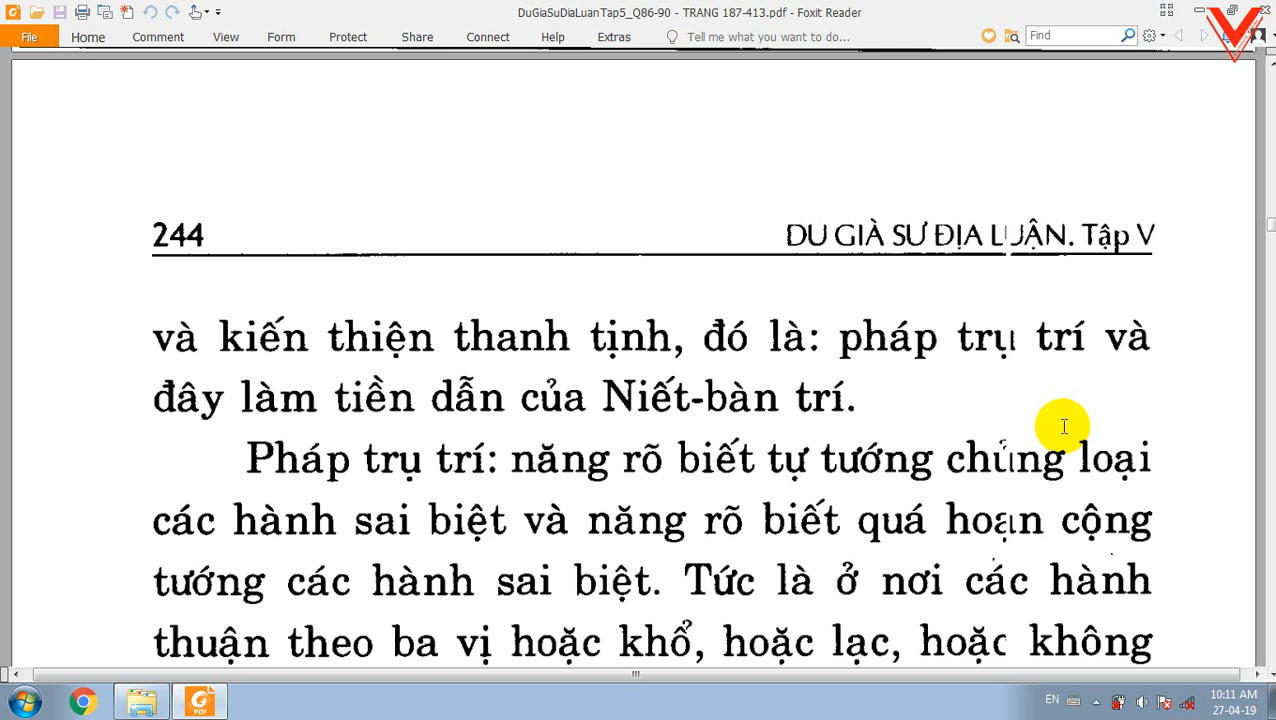 DuGiaSuDiaLuanTap5_Q86-90 - TRANG 187-413.pdf - Foxit Reader
File Home Comment View Form Protect Share Connect Help Extras Tell me what you want to do... Find
244 DU GIÀ SƯ ĐỊA LUẬN. Tập V
và kiến thiện thanh tịnh, đó là: pháp trụ trí và
đây làm tiền dẫn của Niết-bàn trí.
Pháp trụ trí: năng rõ biết tự tướng chủng loại
các hành sai biệt và năng rõ biết quá hoạn cộng
tướng các hành sai biệt. Tức là ở nơi các hành
thuận theo ba vị hoặc khổ, hoặc lạc, hoặc không
PDF
EN
10:11 AM
27-04-19